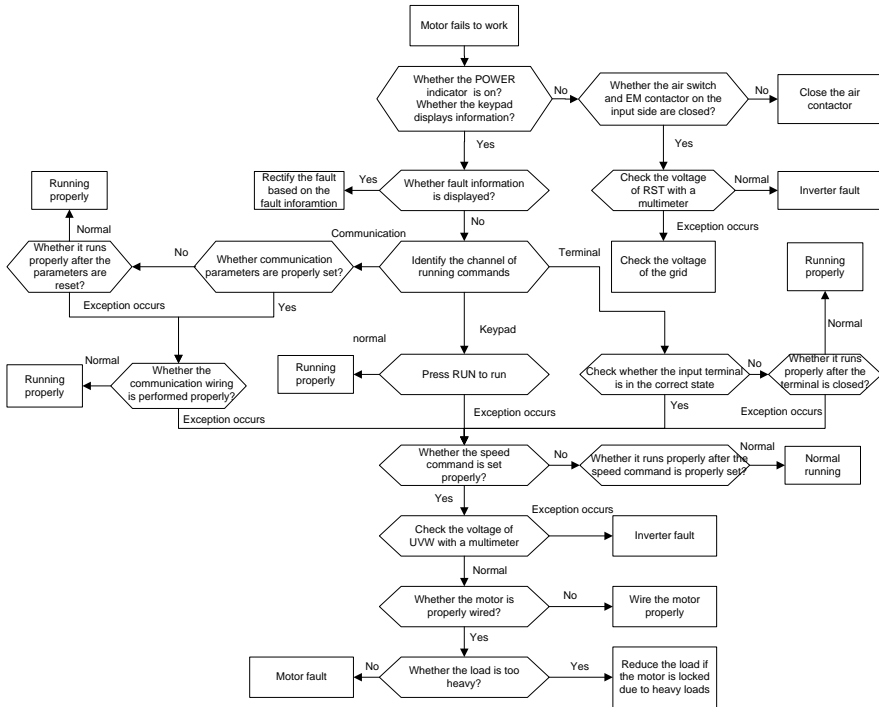 Motor fails to work
Whether the POWER
indicator  is on?
Whether the keypad
displays information?
No
Whether the air switch
and EM contactor on the
input side are closed?
No
Close the air
contactor
Yes
Yes
Rectify the fault
based on the
fault inforamtion
Yes
Whether fault information
is displayed?
Check the voltage
of RST with a
multimeter
Normal
Inverter fault
Running
properly
Normal
No
Exception occurs
Communication
Terminal
Whether it runs
properly after the
parameters are
reset?
No
Whether communication
parameters are properly set?
Identify the channel of
running commands
Check the voltage
of the grid
Running
properly
Exception occurs
Yes
Keypad
Normal
normal
Normal
Running
properly
Whether the
communication wiring
is performed properly?
Running
properly
Press RUN to run
Check whether the input terminal
is in the correct state
No
Whether it runs
properly after the
terminal is closed?
Exception occurs
Exception occurs
Yes
Exception occurs
Whether the speed
command is set
properly?
No
Whether it runs properly after the
speed command is properly set?
Normal
Normal
running
Yes
Exception occurs
Check the voltage of
UVW with a multimeter
Inverter fault
Normal
Whether the motor is
properly wired?
No
Wire the motor
properly
Yes
Motor fault
No
Whether the load is too
heavy?
Yes
Reduce the load if
the motor is locked
due to heavy loads